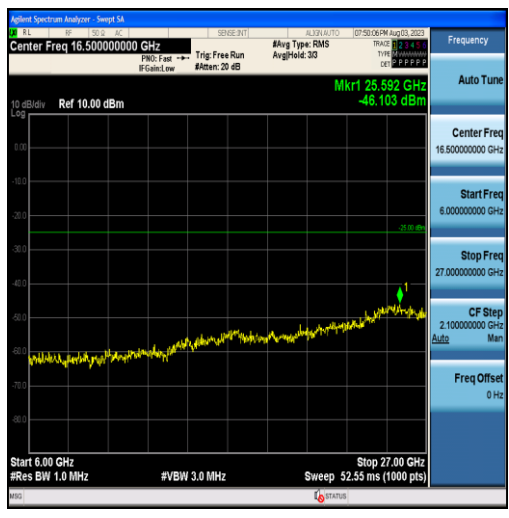 Agilent Spectrum Analyzer - Swept SA
RL RF 50 Ω AC SENSE:INT ALIGN AUTO 07:50:06 PM Aug 03, 2023
Center Freq 16.500000000 GHz
PNO: Fast
IFGain:Low
Trig: Free Run
#Atten: 20 dB
#Avg Type: RMS
Avg|Hold: 3/3
TRACE 1 2 3 4 5 6
TYPE
DET P P P P P P
Mkr1 25.592 GHz
-46.103 dBm
10 dB/div Ref 10.00 dBm
Log
0.00
-10.0
-20.0
-25.00 dBm
-30.0
-40.0
1
-50.0
-60.0
-70.0
-80.0
Start 6.00 GHz Stop 27.00 GHz
#Res BW 1.0 MHz #VBW 3.0 MHz Sweep 52.55 ms (1000 pts)
MSG STATUS
Frequency
Auto Tune
Center Freq
16.500000000 GHz
Start Freq
6.000000000 GHz
Stop Freq
27.000000000 GHz
CF Step
2.100000000 GHz
Auto Man
Freq Offset
0 Hz